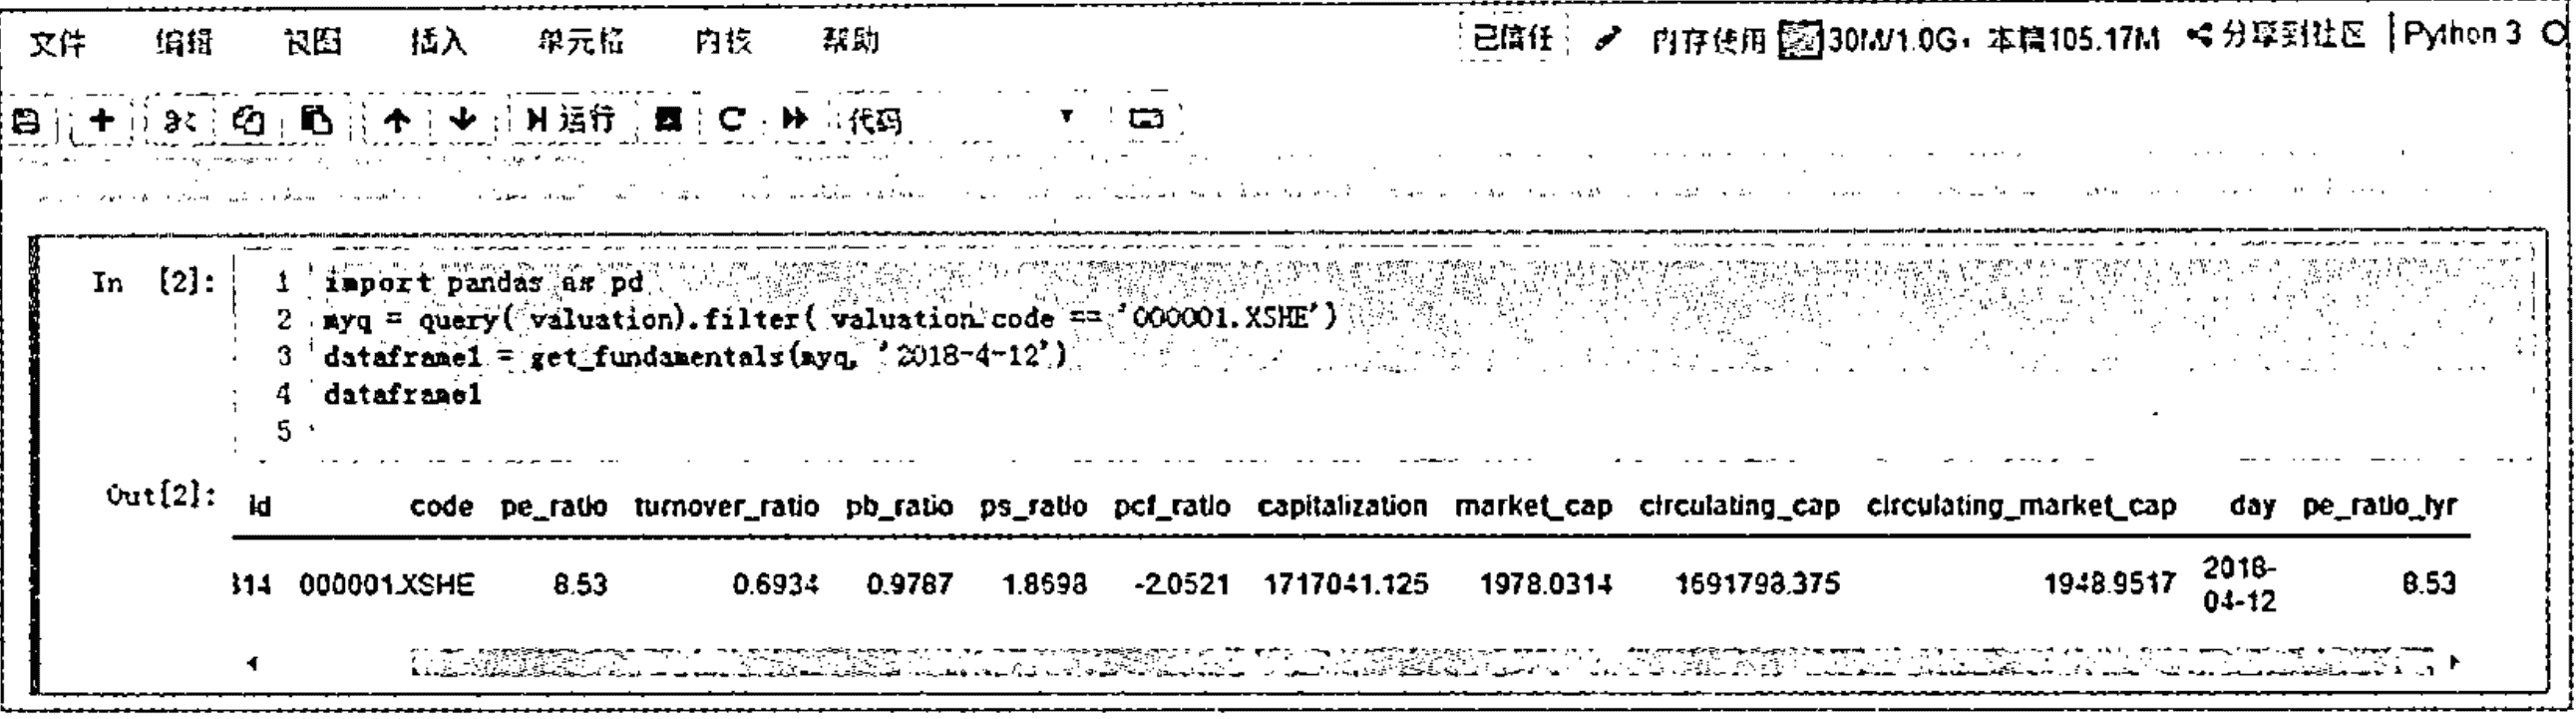 文件 编辑 视图 插入 单元格 内核 帮助 已信任 内存使用 30M/1.0G, 本篇105.17M 分享到社区 Python 3
运行 代码
In [2]:
1 import pandas as pd
2 myq = query( valuation).filter( valuation.code == '000001.XSHE')
3 dataframe1 = get_fundamentals(myq, '2018-4-12')
4 dataframe1
5
Out[2]:
id code pe_ratio turnover_ratio pb_ratio ps_ratio pcf_ratio capitalization market_cap circulating_cap circulating_market_cap day pe_ratio_lyr
314 000001.XSHE 8.53 0.6934 0.9787 1.8698 -2.0521 1717041.125 1978.0314 1691798.375 1948.9517 2018-04-12 8.53